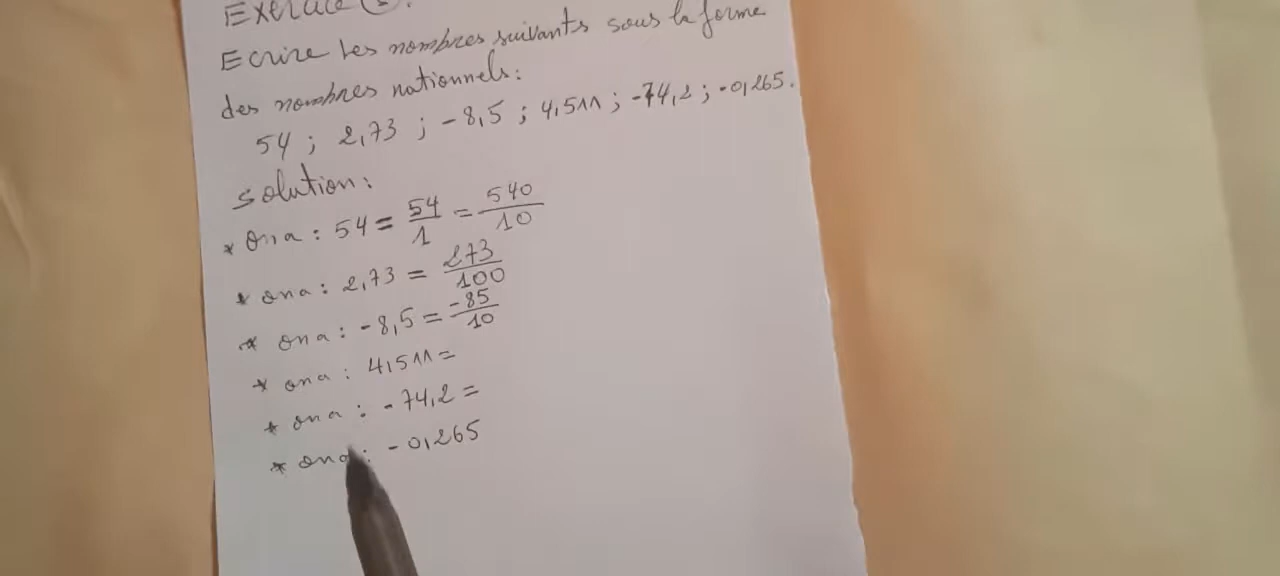 Exercice 2:
Ecrire les nombres suivants sous la forme
des nombres rationnels:
54 ; 2,73 ; -8,5 ; 4,511 ; -74,2 ; -0,265.
Solution:
* on a : 54 = 54/1 = 540/10
* on a : 2,73 = 273/100
* on a : -8,5 = -85/10
* on a : 4,511 =
* on a : -74,2 =
* on a : -0,265